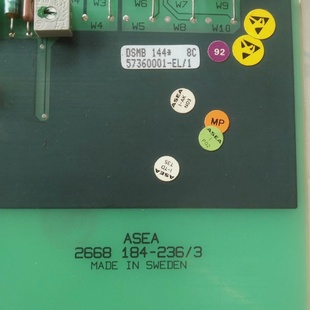 W4 W6 W8 W10
W5 W7 W9
DSMB 144* 8C
57360001-EL/1
92
ASEA
MP
ASEA
ASEA
2668 184-236/3
MADE IN SWEDEN